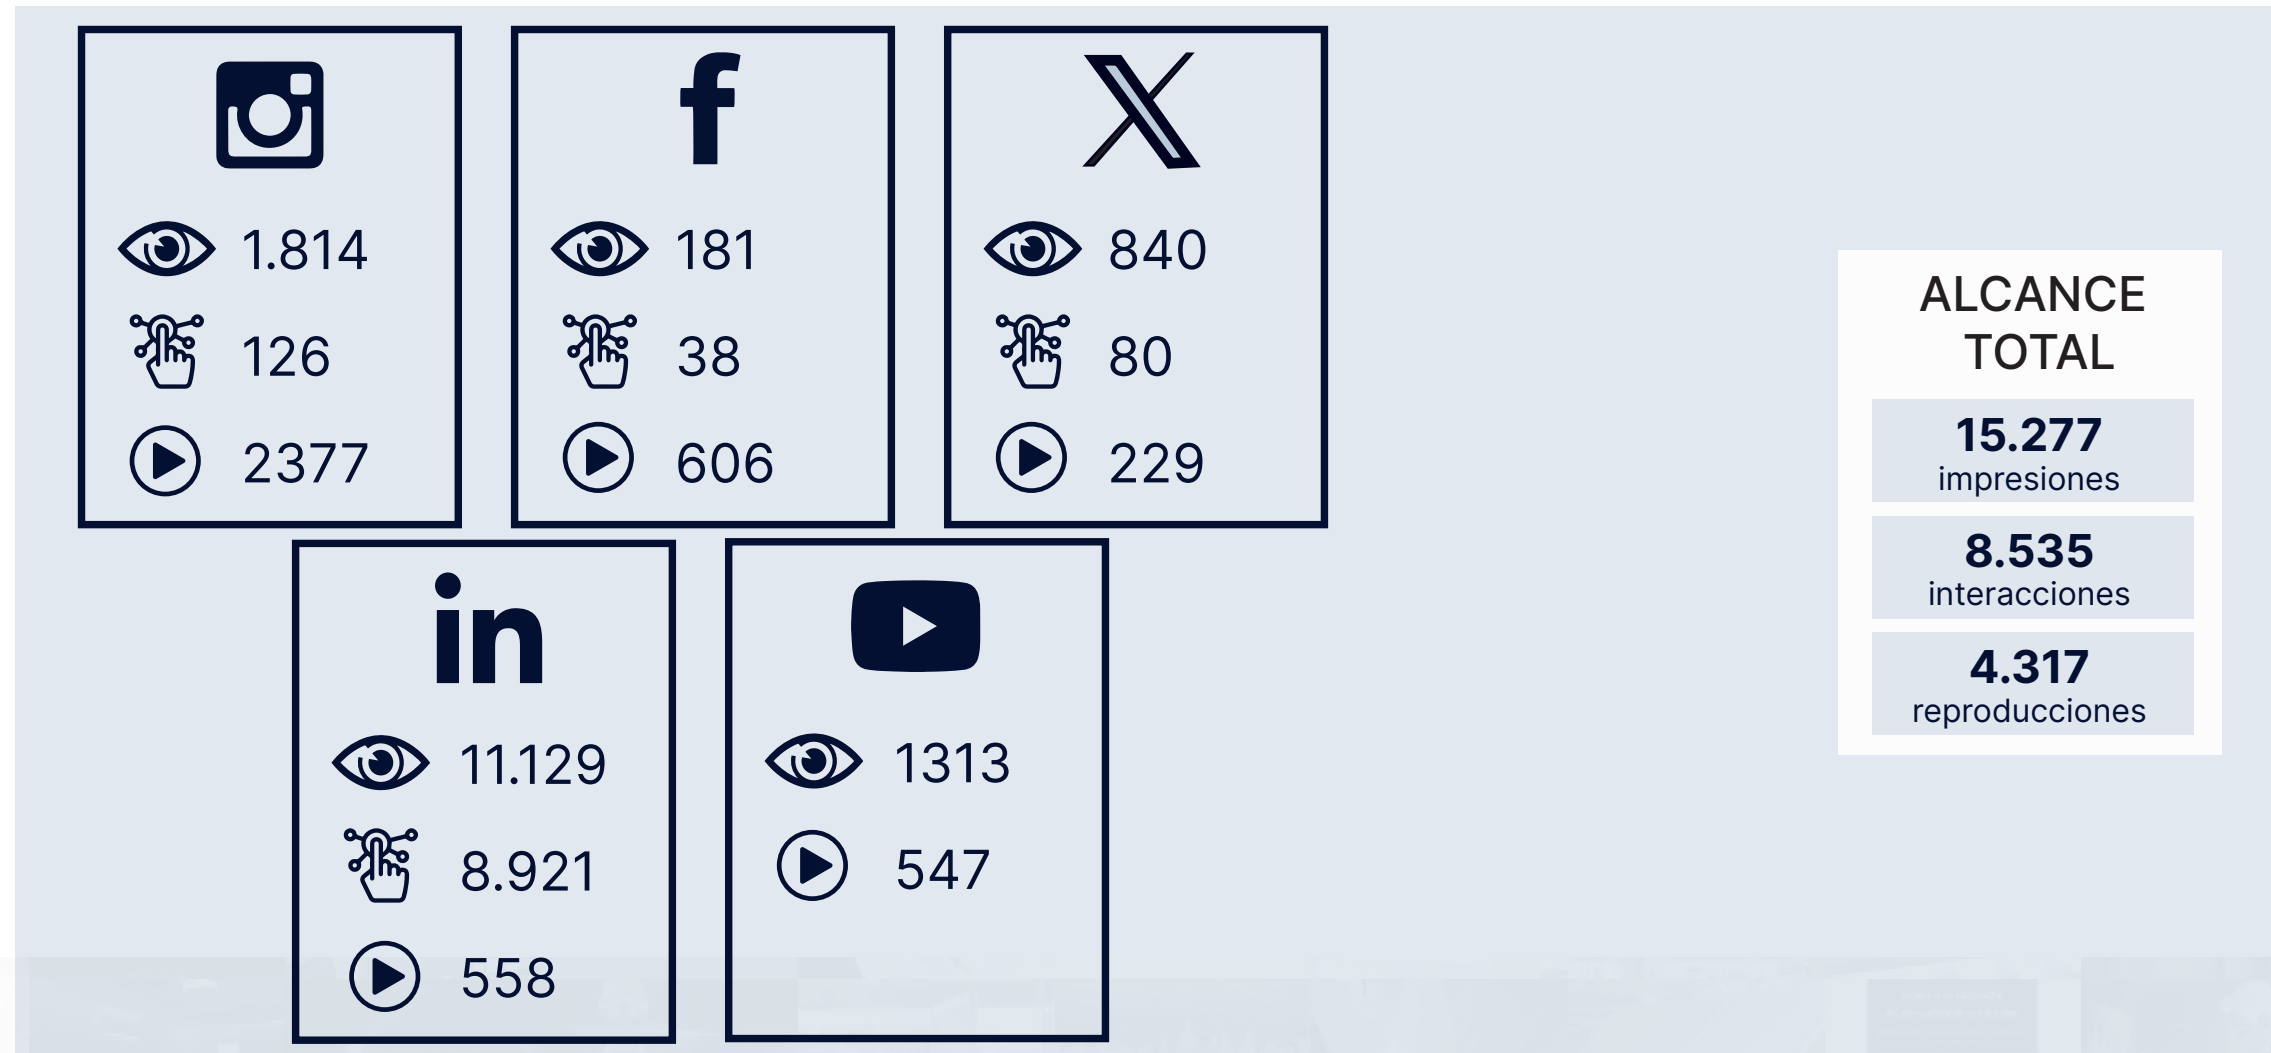 1.814
126
2377
181
38
606
840
80
229
in
11.129
8.921
558
1313
547
ALCANCE
TOTAL
15.277
impresiones
8.535
interacciones
4.317
reproducciones